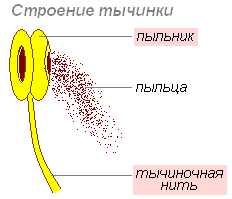 Строение тычинки
пыльник
пыльца
тычиночная
нить